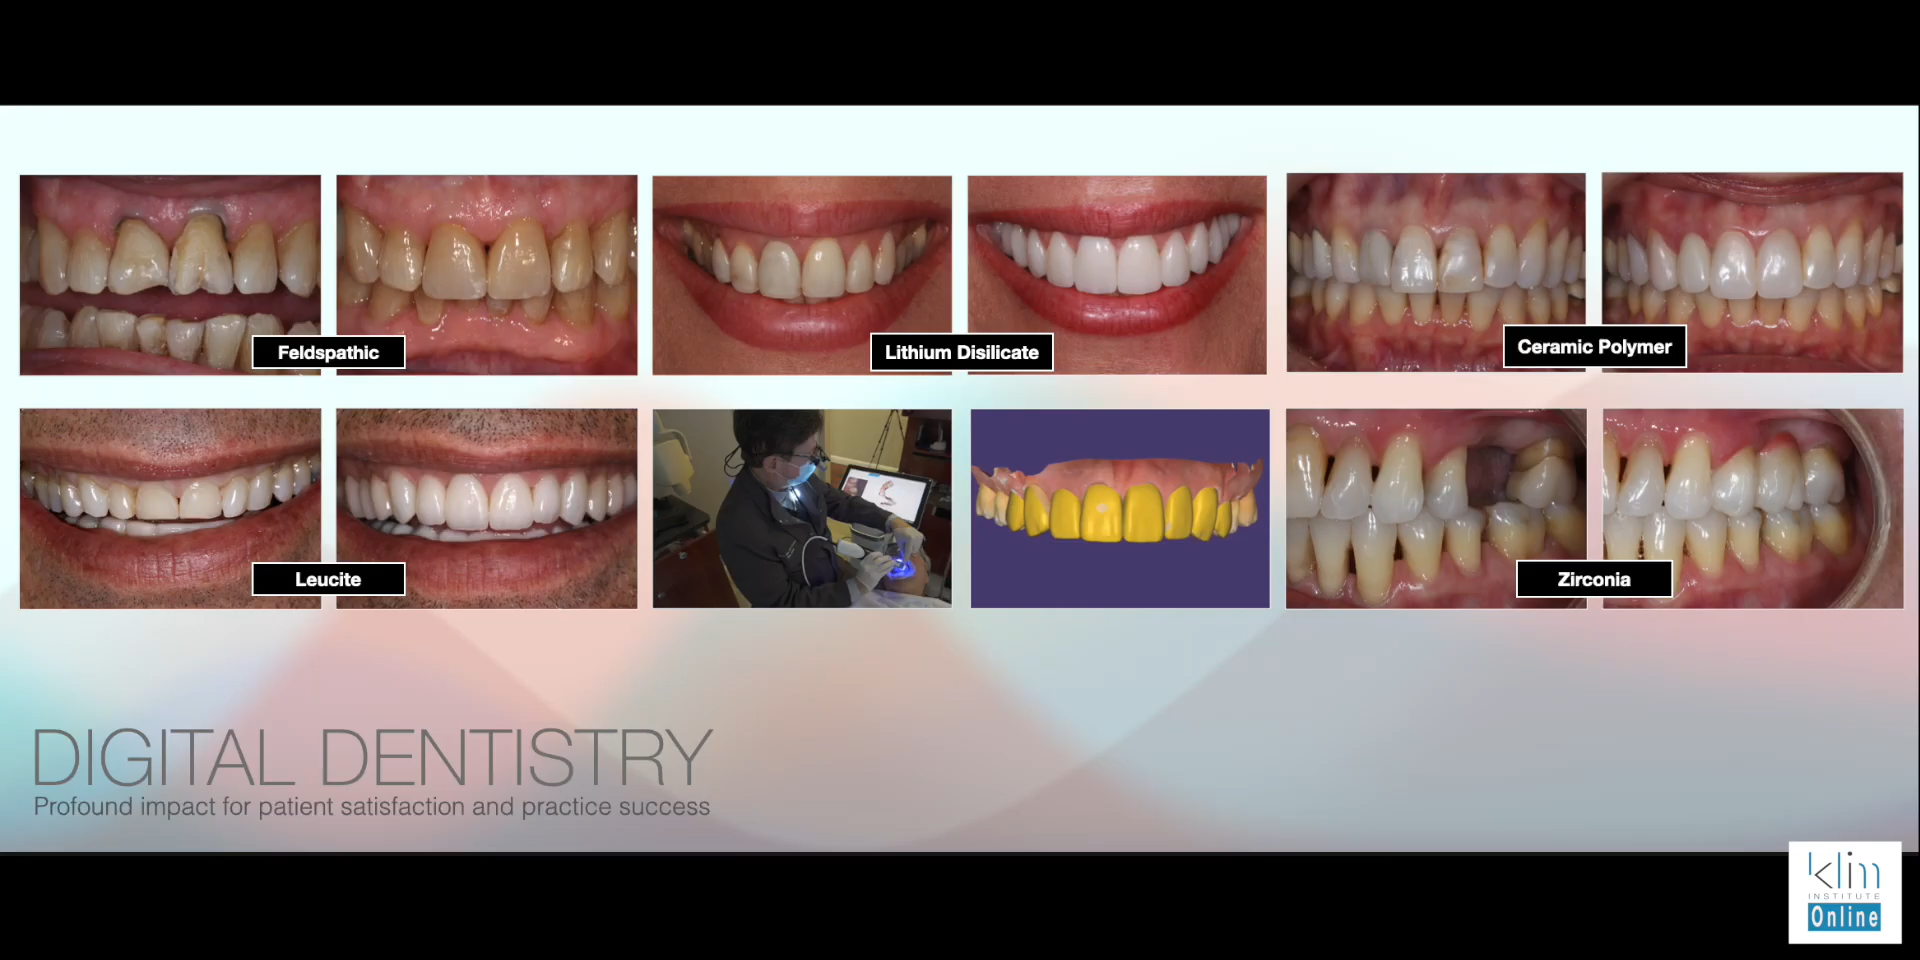 Feldspathic
Lithium Disilicate
Ceramic Polymer
Leucite
Zirconia
DIGITAL DENTISTRY
Profound impact for patient satisfaction and practice success
klim
INSTITUTE
Online